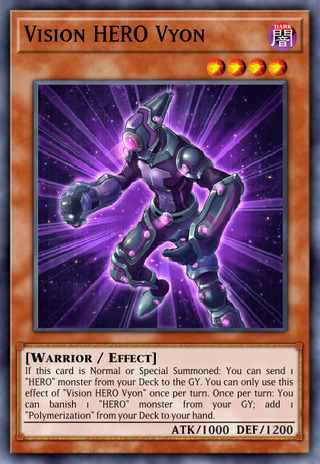 Vision HERO Vyon
DARK
闇
[Warrior / Effect]
If this card is Normal or Special Summoned: You can send 1
"HERO" monster from your Deck to the GY. You can only use this
effect of "Vision HERO Vyon" once per turn. Once per turn: You
can banish 1 "HERO" monster from your GY; add 1
"Polymerization" from your Deck to your hand.
ATK/1000 DEF/1200